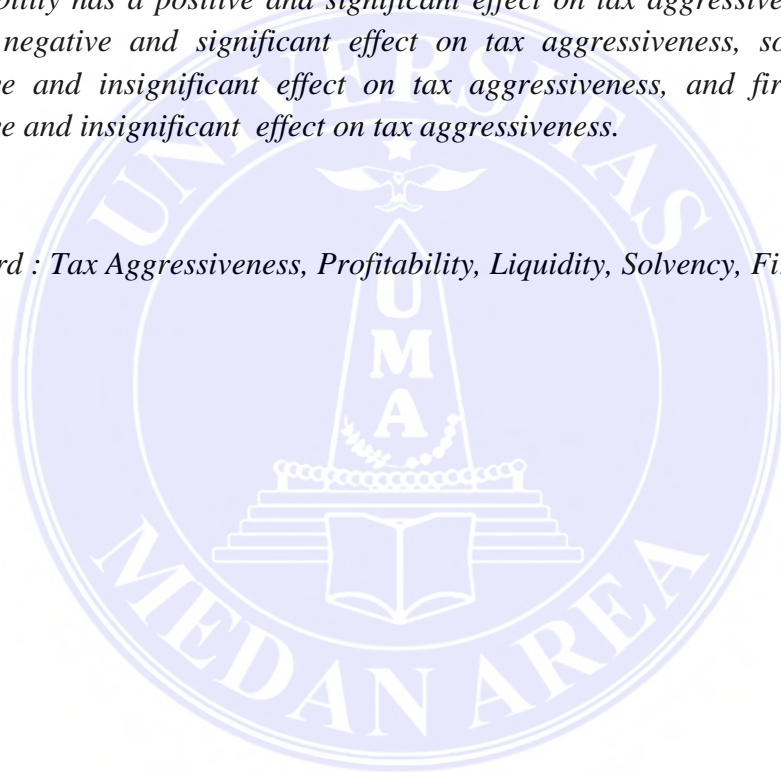 bility has a positive and significant effect on tax aggressive
negative and significant effect on tax aggressiveness, so
e and insignificant effect on tax aggressiveness, and fir
e and insignificant effect on tax aggressiveness.
rd : Tax Aggressiveness, Profitability, Liquidity, Solvency, Fi
UNIVERSITAS
UMA
MEDAN AREA